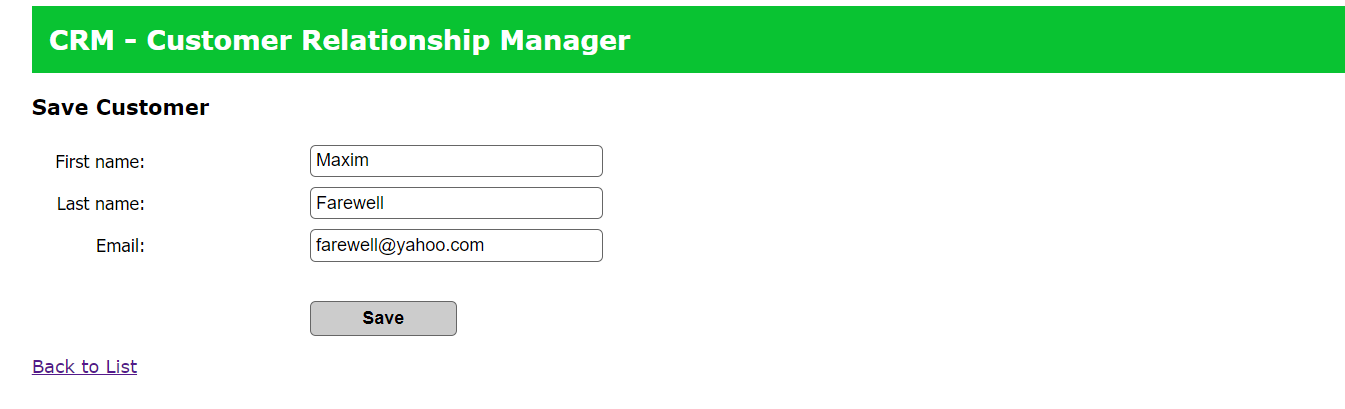 CRM - Customer Relationship Manager
Save Customer
First name: Maxim
Last name: Farewell
Email: farewell@yahoo.com
Save
Back to List